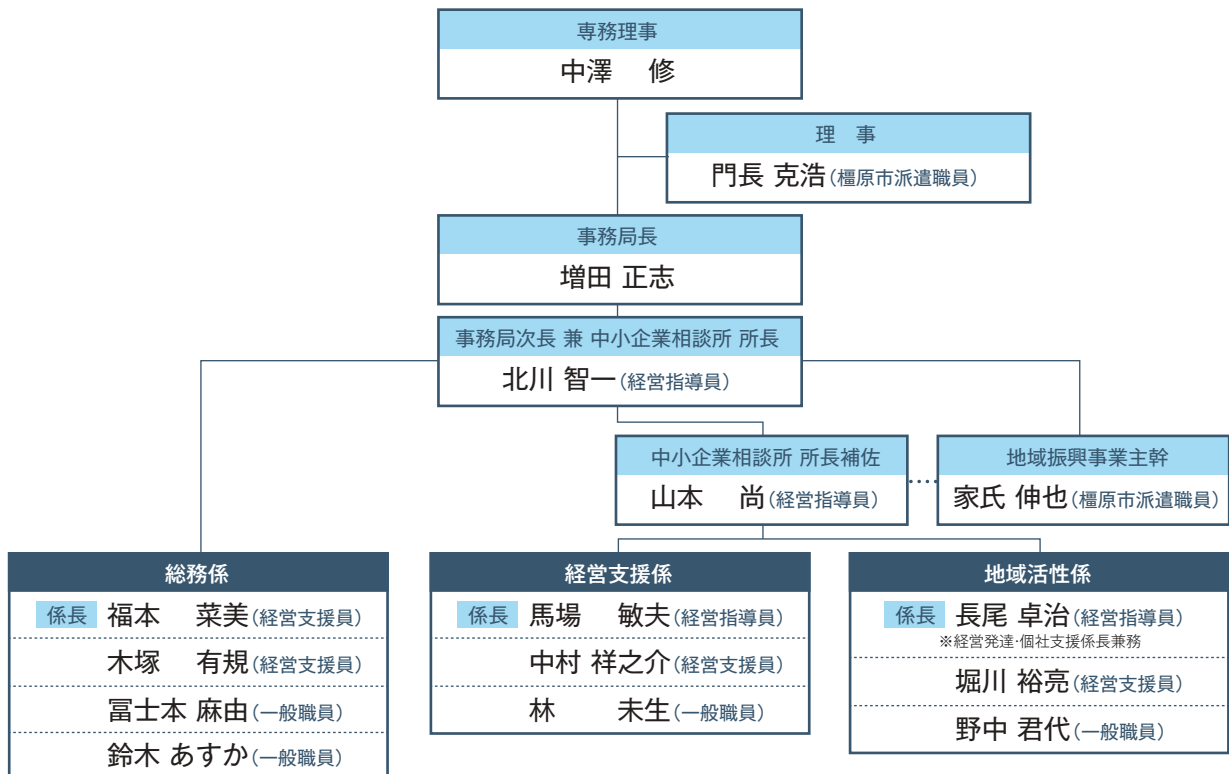 専務理事
中澤 修
理 事
門長 克浩(橿原市派遣職員)
事務局長
増田 正志
事務局次長 兼 中小企業相談所 所長
北川 智一(経営指導員)
中小企業相談所 所長補佐
山本 尚(経営指導員)
地域振興事業主幹
家氏 伸也(橿原市派遣職員)
総務係
係長 福本 菜美(経営支援員)
木塚 有規(経営支援員)
冨士本 麻由(一般職員)
鈴木 あすか(一般職員)
経営支援係
係長 馬場 敏夫(経営指導員)
中村 祥之介(経営支援員)
林 未生(一般職員)
地域活性係
係長 長尾 卓治(経営指導員)
※経営発達・個社支援係長兼務
堀川 裕亮(経営支援員)
野中 君代(一般職員)